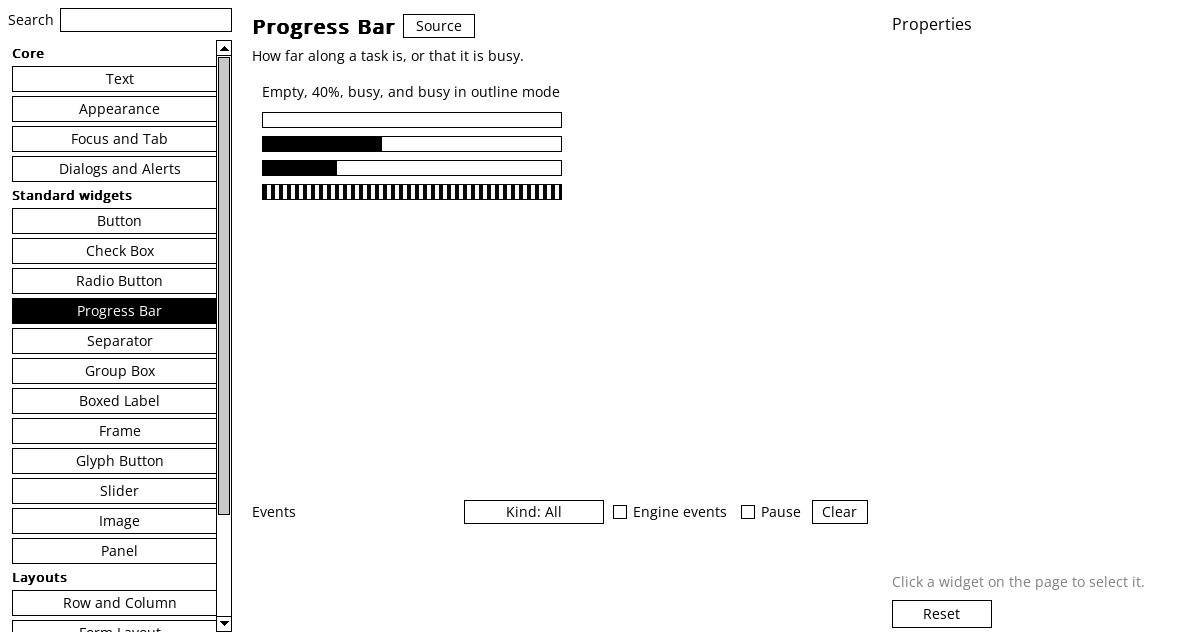 Search
Core
Text
Appearance
Focus and Tab
Dialogs and Alerts
Standard widgets
Button
Check Box
Radio Button
Progress Bar
Separator
Group Box
Boxed Label
Frame
Glyph Button
Slider
Image
Panel
Layouts
Row and Column
Form Layout
Progress Bar
Source
How far along a task is, or that it is busy.
Empty, 40%, busy, and busy in outline mode
Events
Kind: All
Engine events
Pause
Clear
Properties
Click a widget on the page to select it.
Reset